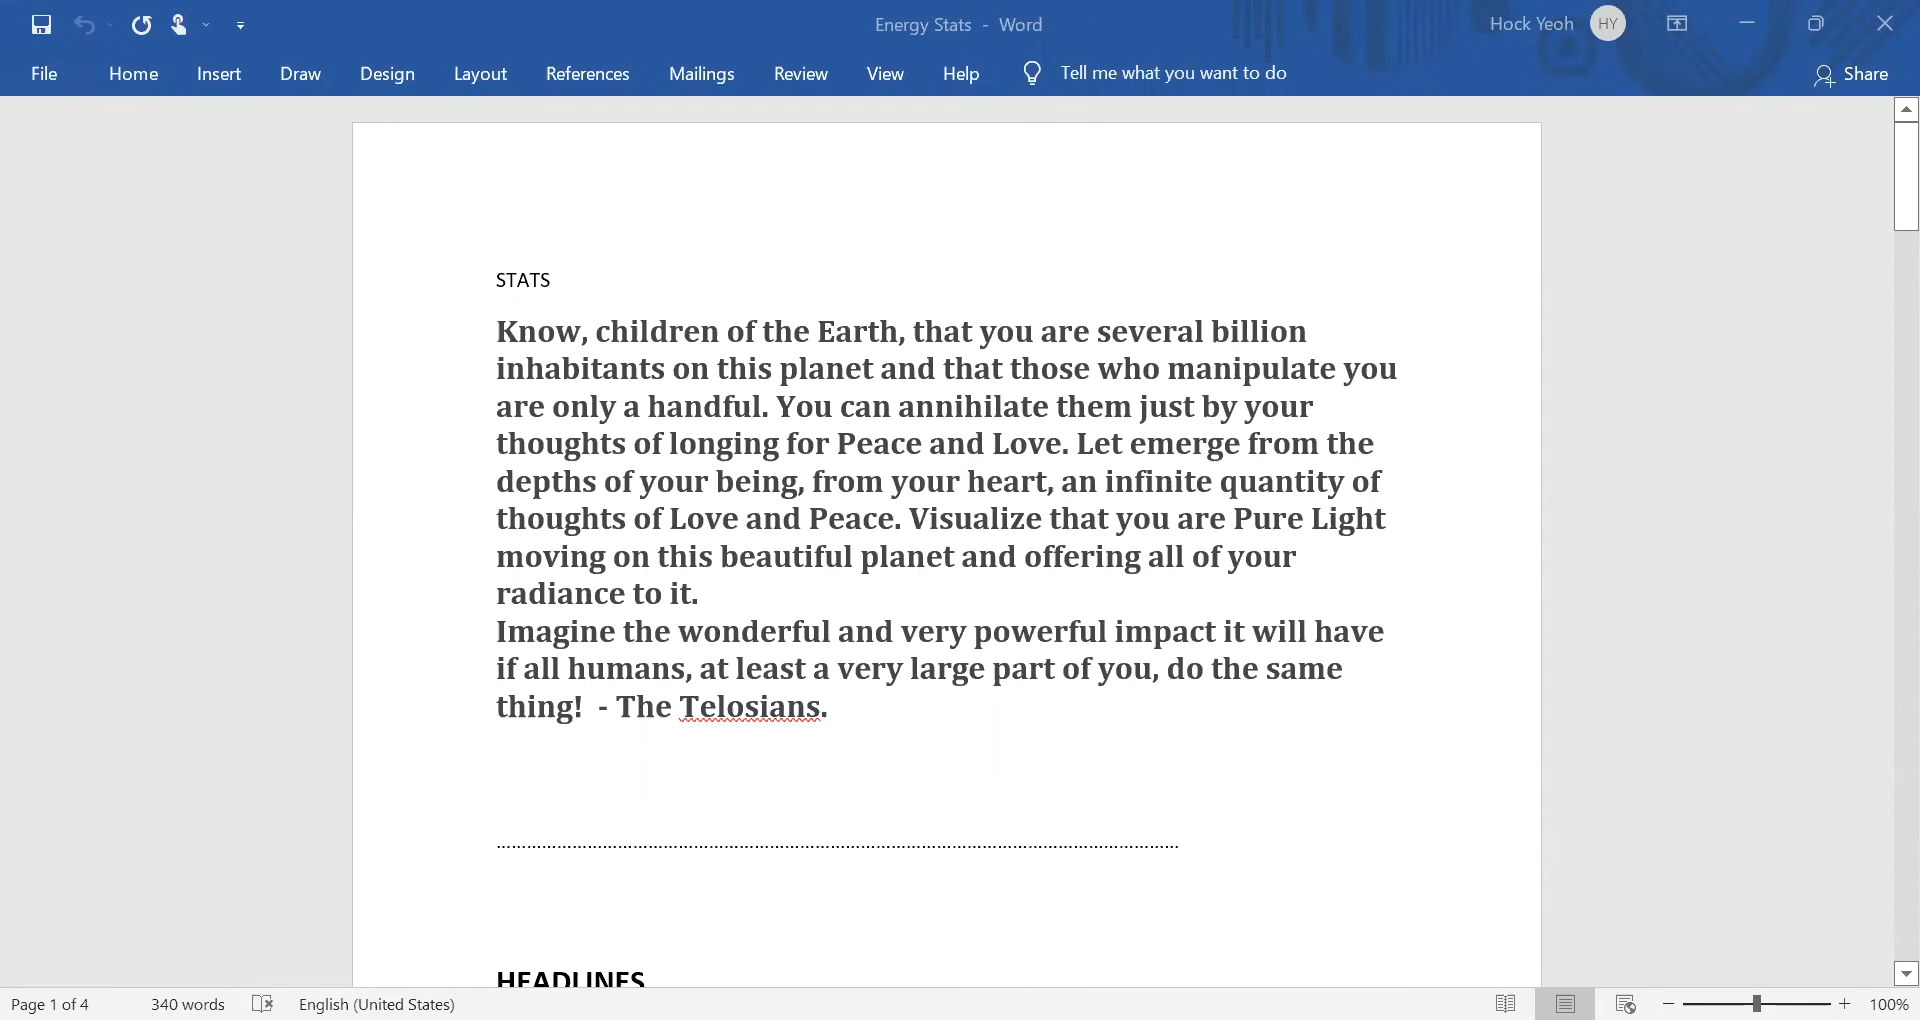 Energy Stats - Word
Hock Yeoh HY
File Home Insert Draw Design Layout References Mailings Review View Help Tell me what you want to do Share
STATS
Know, children of the Earth, that you are several billion
inhabitants on this planet and that those who manipulate you
are only a handful. You can annihilate them just by your
thoughts of longing for Peace and Love. Let emerge from the
depths of your being, from your heart, an infinite quantity of
thoughts of Love and Peace. Visualize that you are Pure Light
moving on this beautiful planet and offering all of your
radiance to it.
Imagine the wonderful and very powerful impact it will have
if all humans, at least a very large part of you, do the same
thing!  - The Telosians.
HEADLINES
Page 1 of 4 340 words English (United States) 100%